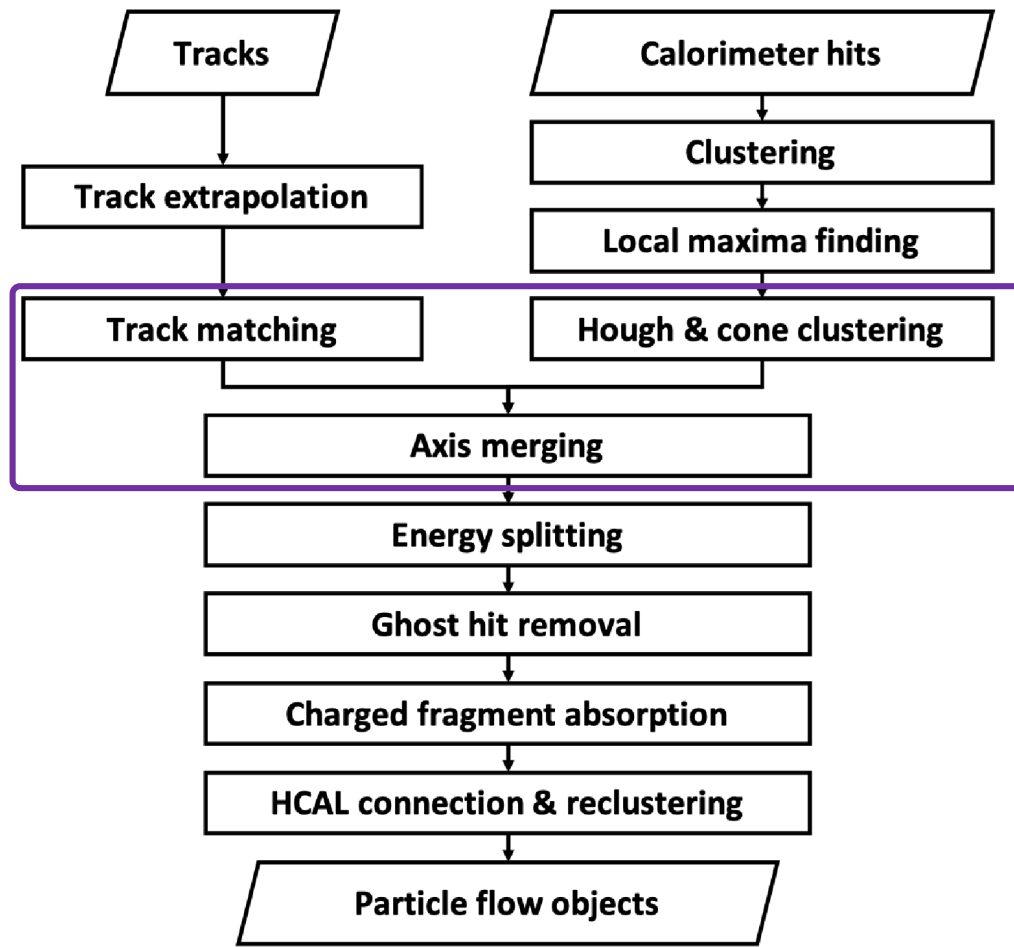 Tracks
Calorimeter hits
Clustering
Track extrapolation
Local maxima finding
Track matching
Hough & cone clustering
Axis merging
Energy splitting
Ghost hit removal
Charged fragment absorption
HCAL connection & reclustering
Particle flow objects